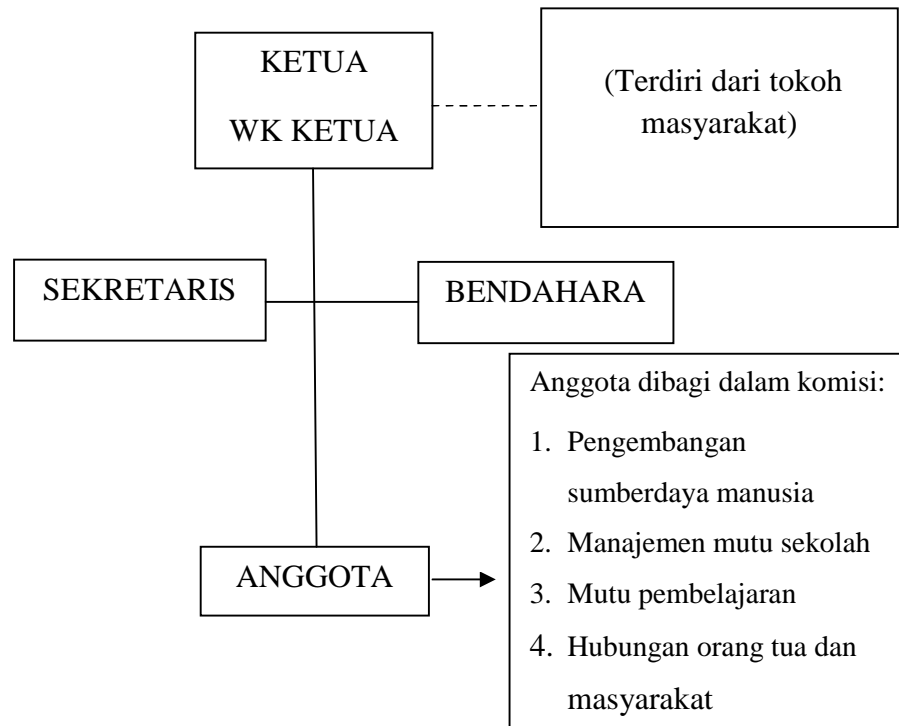 KETUA
WK KETUA
(Terdiri dari tokoh
masyarakat)
SEKRETARIS
BENDAHARA
Anggota dibagi dalam komisi:
1. Pengembangan
sumberdaya manusia
2. Manajemen mutu sekolah
3. Mutu pembelajaran
4. Hubungan orang tua dan
masyarakat
ANGGOTA